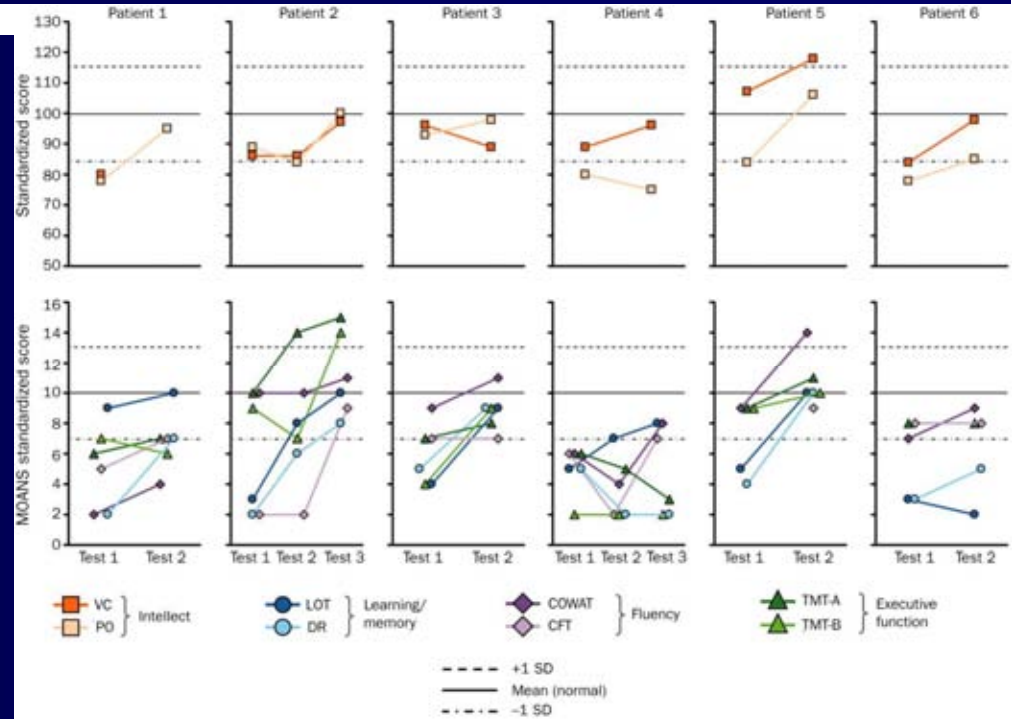 Patient 1 Patient 2 Patient 3 Patient 4 Patient 5 Patient 6
Standardized score
130
120
110
100
90
80
70
60
50
MOANS standardized score
16
14
12
10
8
6
4
2
0
Test 1 Test 2 Test 1 Test 2 Test 3 Test 1 Test 2 Test 1 Test 2 Test 3 Test 1 Test 2 Test 1 Test 2
VC
PO
Intellect
LOT
DR
Learning/
memory
COWAT
CFT
Fluency
TMT-A
TMT-B
Executive
function
+1 SD
Mean (normal)
−1 SD